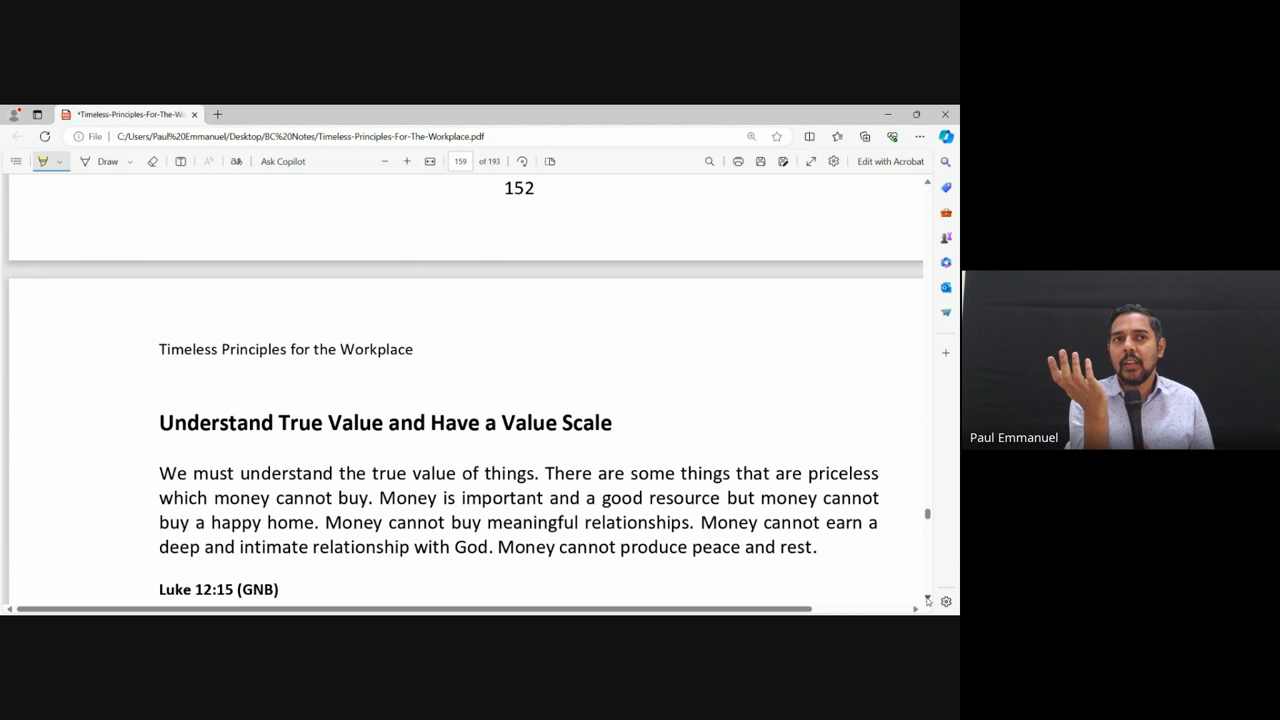 *Timeless-Principles-For-The-Wo
File
C:/Users/Paul%20Emmanuel/Desktop/BC%20Notes/Timeless-Principles-For-The-Workplace.pdf
Draw
Ask Copilot
159 of 193
Edit with Acrobat
152
Timeless Principles for the Workplace
Understand True Value and Have a Value Scale
We must understand the true value of things. There are some things that are priceless
which money cannot buy. Money is important and a good resource but money cannot
buy a happy home. Money cannot buy meaningful relationships. Money cannot earn a
deep and intimate relationship with God. Money cannot produce peace and rest.
Luke 12:15 (GNB)
Paul Emmanuel